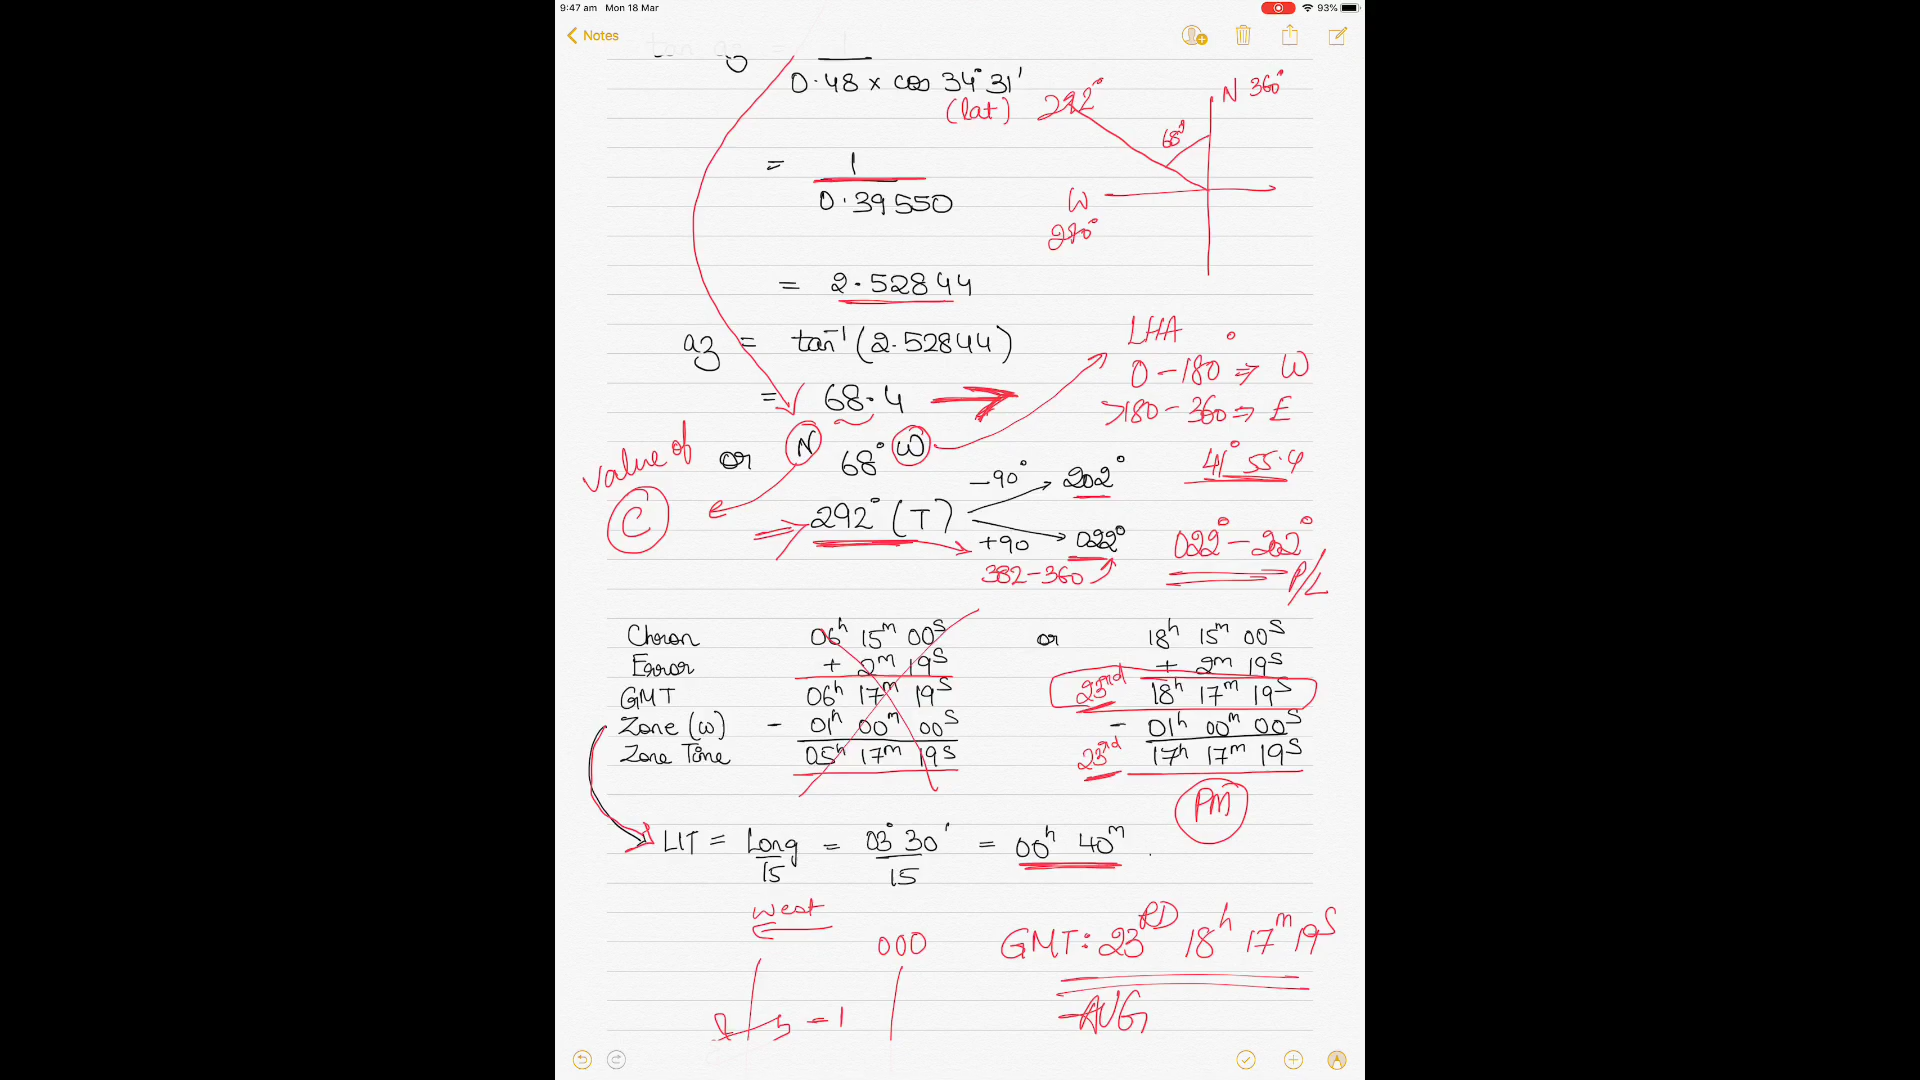 9:47 am Mon 18 Mar 93%
Notes
0.48 x cos 34° 31'
(lat)
292°
N 360°
68°
W
270°
= 1
0.39550
= 2.52844
az = tan⁻¹ (2.52844)
= 68.4
LHA °
0 - 180 ⇒ W
>180 - 360 ⇒ E
value of
C
or N 68° W
41° 55.4
-90° 202°
292° (T)
+90 022°
382-360
022° - 202°
P/L
Chron 06h 15m 00s or 18h 15m 00s
Error + 2m 19s + 2m 19s
GMT 06h 17m 19s 23rd 18h 17m 19s
Zone (w) - 01h 00m 00s - 01h 00m 00s
Zone Time 05h 17m 19s 23rd 17h 17m 19s
PM
LIT = Long = 03° 30' = 00h 40m
15 15
West
000
GMT: 23RD 18h 17m 19s
AUG
= 1